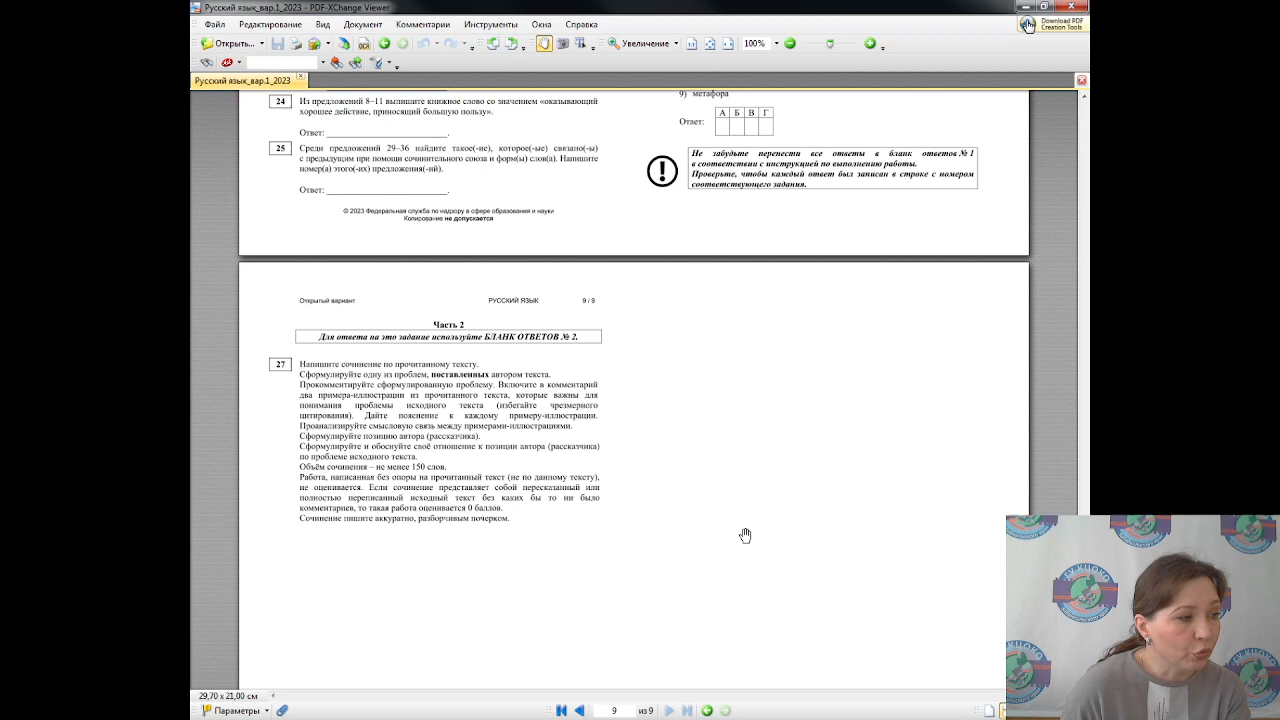 Русский язык_вар.1_2023 - PDF-XChange Viewer
Файл Редактирование Вид Комментарии Инструменты Окна Справка
Download PDF
Creation Tools
Открыть...
OCR
Увеличение
100%
Русский язык_вар.1_2023
24
Из предложений 8–11 выпишите книжное слово со значением «оказывающий
хорошее действие, приносящий большую пользу».
Ответ: ___________________________.
25
Среди предложений 29–36 найдите такое(-ие), которое(-ые) связано(-ы)
с предыдущим при помощи сочинительного союза и форм(ы) слов(а). Напишите
номер(а) этого(-их) предложения(-ий).
Ответ: ___________________________.
© 2023 Федеральная служба по надзору в сфере образования и науки
Копирование не допускается
9) метафора
А Б В Г
Ответ:
Не забудьте перенести все ответы в бланк ответов № 1
в соответствии с инструкцией по выполнению работы.
Проверьте, чтобы каждый ответ был записан в строке с номером
соответствующего задания.
Открытый вариант РУССКИЙ ЯЗЫК 9 / 9
Часть 2
Для ответа на это задание используйте БЛАНК ОТВЕТОВ № 2.
27
Напишите сочинение по прочитанному тексту.
Сформулируйте одну из проблем, поставленных автором текста.
Прокомментируйте сформулированную проблему. Включите в комментарий
два примера-иллюстрации из прочитанного текста, которые важны для
понимания проблемы исходного текста (избегайте чрезмерного
цитирования). Дайте пояснение к каждому примеру-иллюстрации.
Проанализируйте смысловую связь между примерами-иллюстрациями.
Сформулируйте позицию автора (рассказчика).
Сформулируйте и обоснуйте своё отношение к позиции автора (рассказчика)
по проблеме исходного текста.
Объём сочинения – не менее 150 слов.
Работа, написанная без опоры на прочитанный текст (не по данному тексту),
не оценивается. Если сочинение представляет собой пересказанный или
полностью переписанный исходный текст без каких бы то ни было
комментариев, то такая работа оценивается 0 баллов.
Сочинение пишите аккуратно, разборчивым почерком.
29,70 x 21,00 см
Параметры
9 из 9